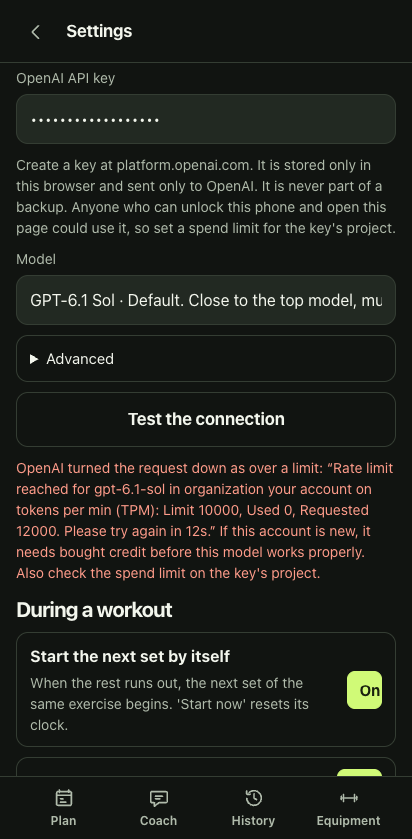 Settings
OpenAI API key
••••••••••••••••••
Create a key at platform.openai.com. It is stored only in
this browser and sent only to OpenAI. It is never part of a
backup. Anyone who can unlock this phone and open this
page could use it, so set a spend limit for the key's project.
Model
GPT-6.1 Sol · Default. Close to the top model, mu
Advanced
Test the connection
OpenAI turned the request down as over a limit: “Rate limit
reached for gpt-6.1-sol in organization your account on
tokens per min (TPM): Limit 10000, Used 0, Requested
12000. Please try again in 12s.” If this account is new, it
needs bought credit before this model works properly.
Also check the spend limit on the key's project.
During a workout
Start the next set by itself
When the rest runs out, the next set of the
same exercise begins. 'Start now' resets its
clock.
On
Plan
Coach
History
Equipment